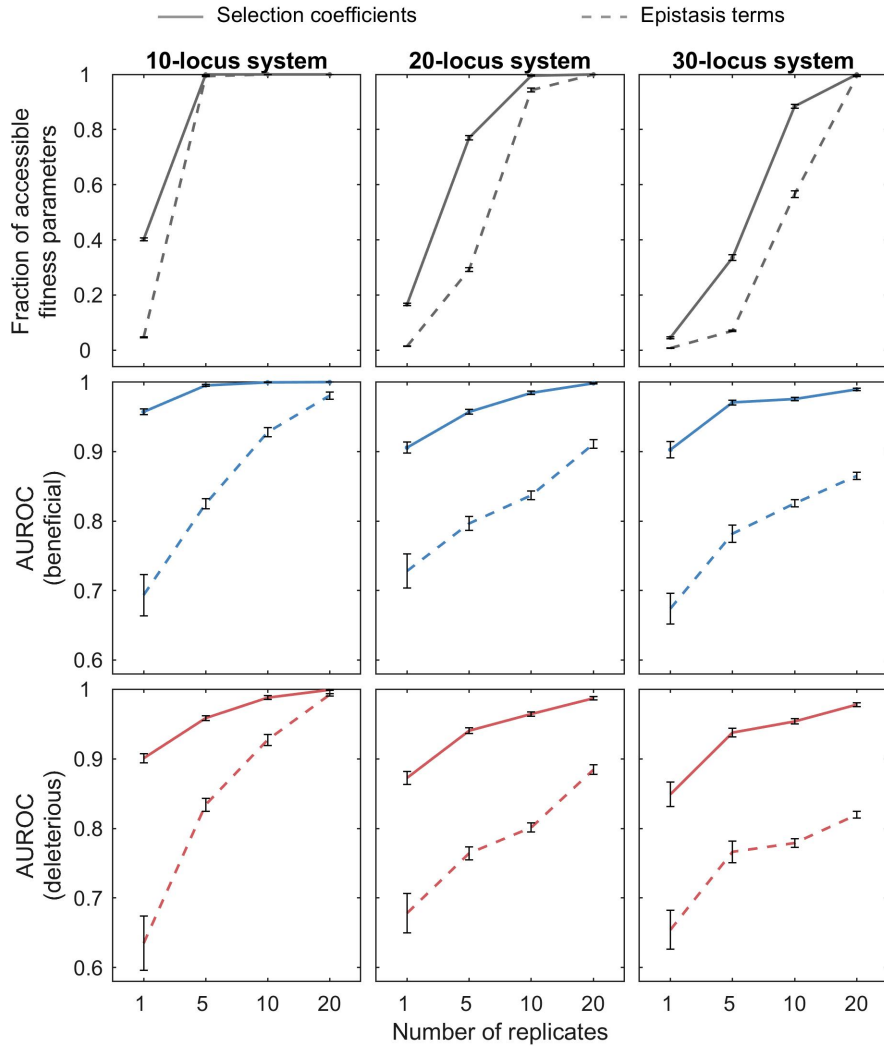 Selection coefficients
Epistasis terms
10-locus system
20-locus system
30-locus system
Fraction of accessible
fitness parameters
1
0.8
0.6
0.4
0.2
0
AUROC
(beneficial)
1
0.9
0.8
0.7
0.6
AUROC
(deleterious)
1
0.9
0.8
0.7
0.6
1 5 10 20
1 5 10 20
1 5 10 20
Number of replicates